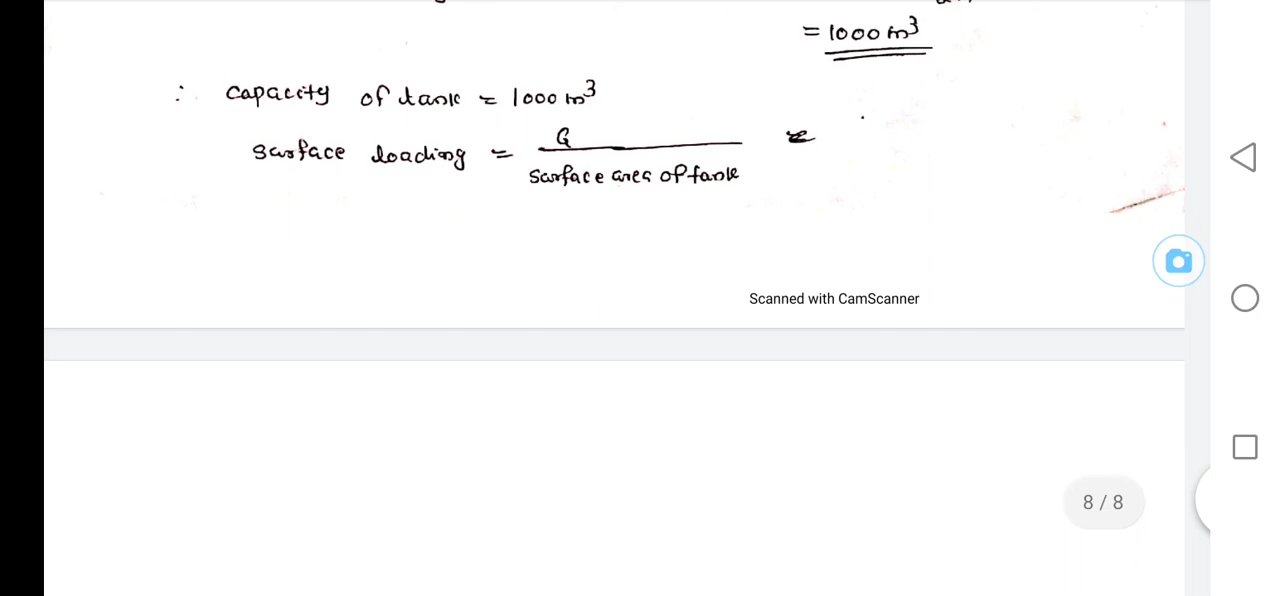 = 1000 m³
∴ capacity of tank = 1000 m³
surface loading = Q / surface area of tank =
Scanned with CamScanner
8 / 8